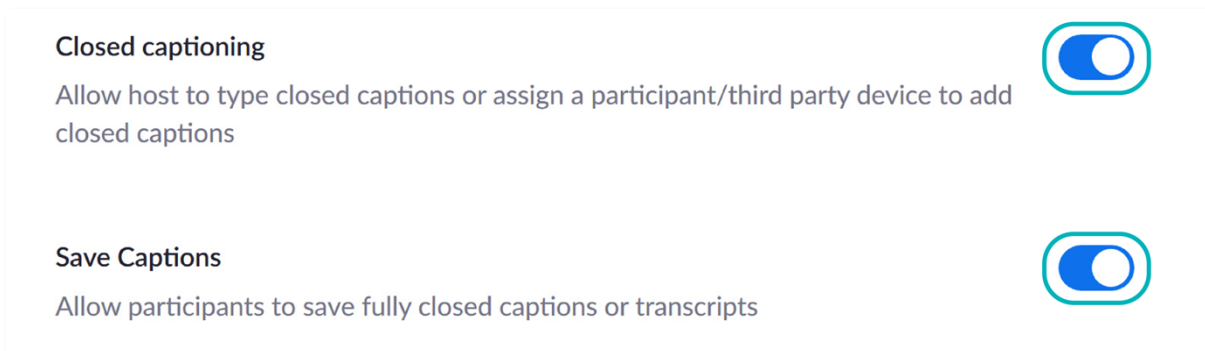 Closed captioning
Allow host to type closed captions or assign a participant/third party device to add
closed captions
Save Captions
Allow participants to save fully closed captions or transcripts